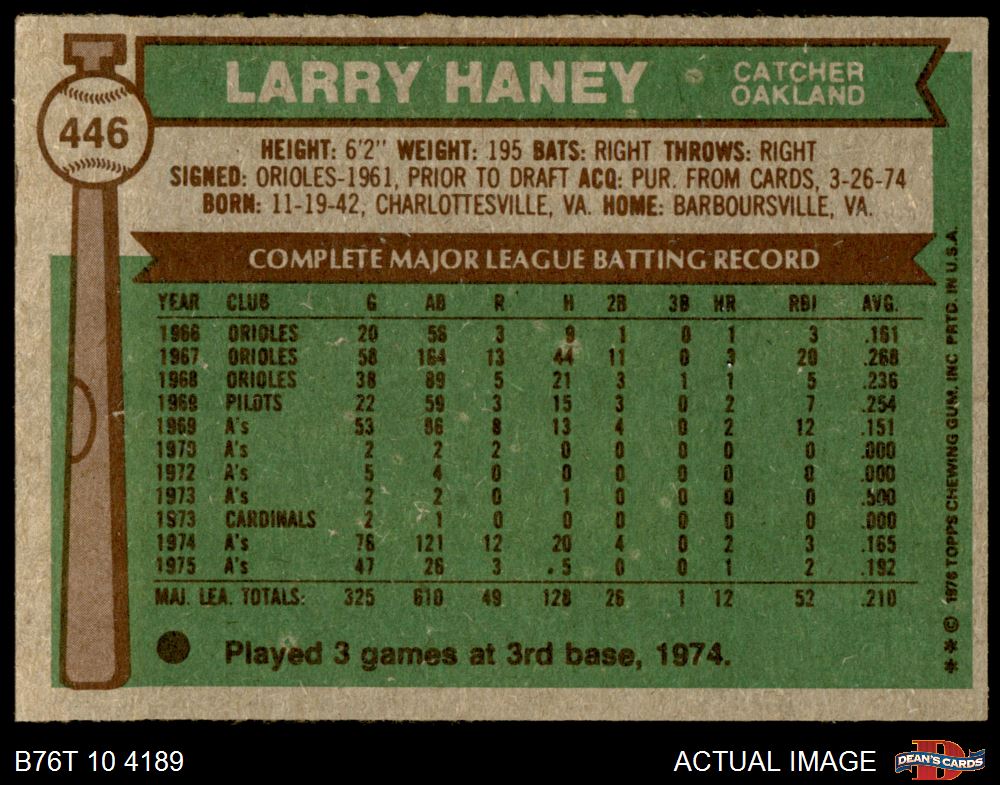 LARRY HANEY
CATCHER
OAKLAND
446
HEIGHT: 6'2" WEIGHT: 195 BATS: RIGHT THROWS: RIGHT
SIGNED: ORIOLES-1961, PRIOR TO DRAFT ACQ: PUR. FROM CARDS, 3-26-74
BORN: 11-19-42, CHARLOTTESVILLE, VA. HOME: BARBOURSVILLE, VA.
COMPLETE MAJOR LEAGUE BATTING RECORD
YEAR CLUB G AB R H 2B 3B HR RBI AVG.
1966 ORIOLES 20 56 3 9 1 0 1 3 .161
1967 ORIOLES 58 164 13 44 11 0 3 20 .268
1968 ORIOLES 38 89 5 21 3 1 1 5 .236
1969 PILOTS 22 59 3 15 3 0 2 7 .254
1969 A's 53 86 8 13 4 0 2 12 .151
1970 A's 2 2 2 0 0 0 0 0 .000
1972 A's 5 4 0 0 0 0 0 0 .000
1973 A's 2 2 0 1 0 0 0 0 .500
1973 CARDINALS 2 1 0 0 0 0 0 0 .000
1974 A's 76 121 12 20 4 0 2 3 .165
1975 A's 47 26 3 5 0 0 1 2 .192
MAJ. LEA. TOTALS: 325 610 49 128 26 1 12 52 .210
Played 3 games at 3rd base, 1974.
**© 1976 TOPPS CHEWING GUM, INC PRTD. IN U.S.A.
B76T 10 4189
ACTUAL IMAGE
D
DEAN'S CARDS